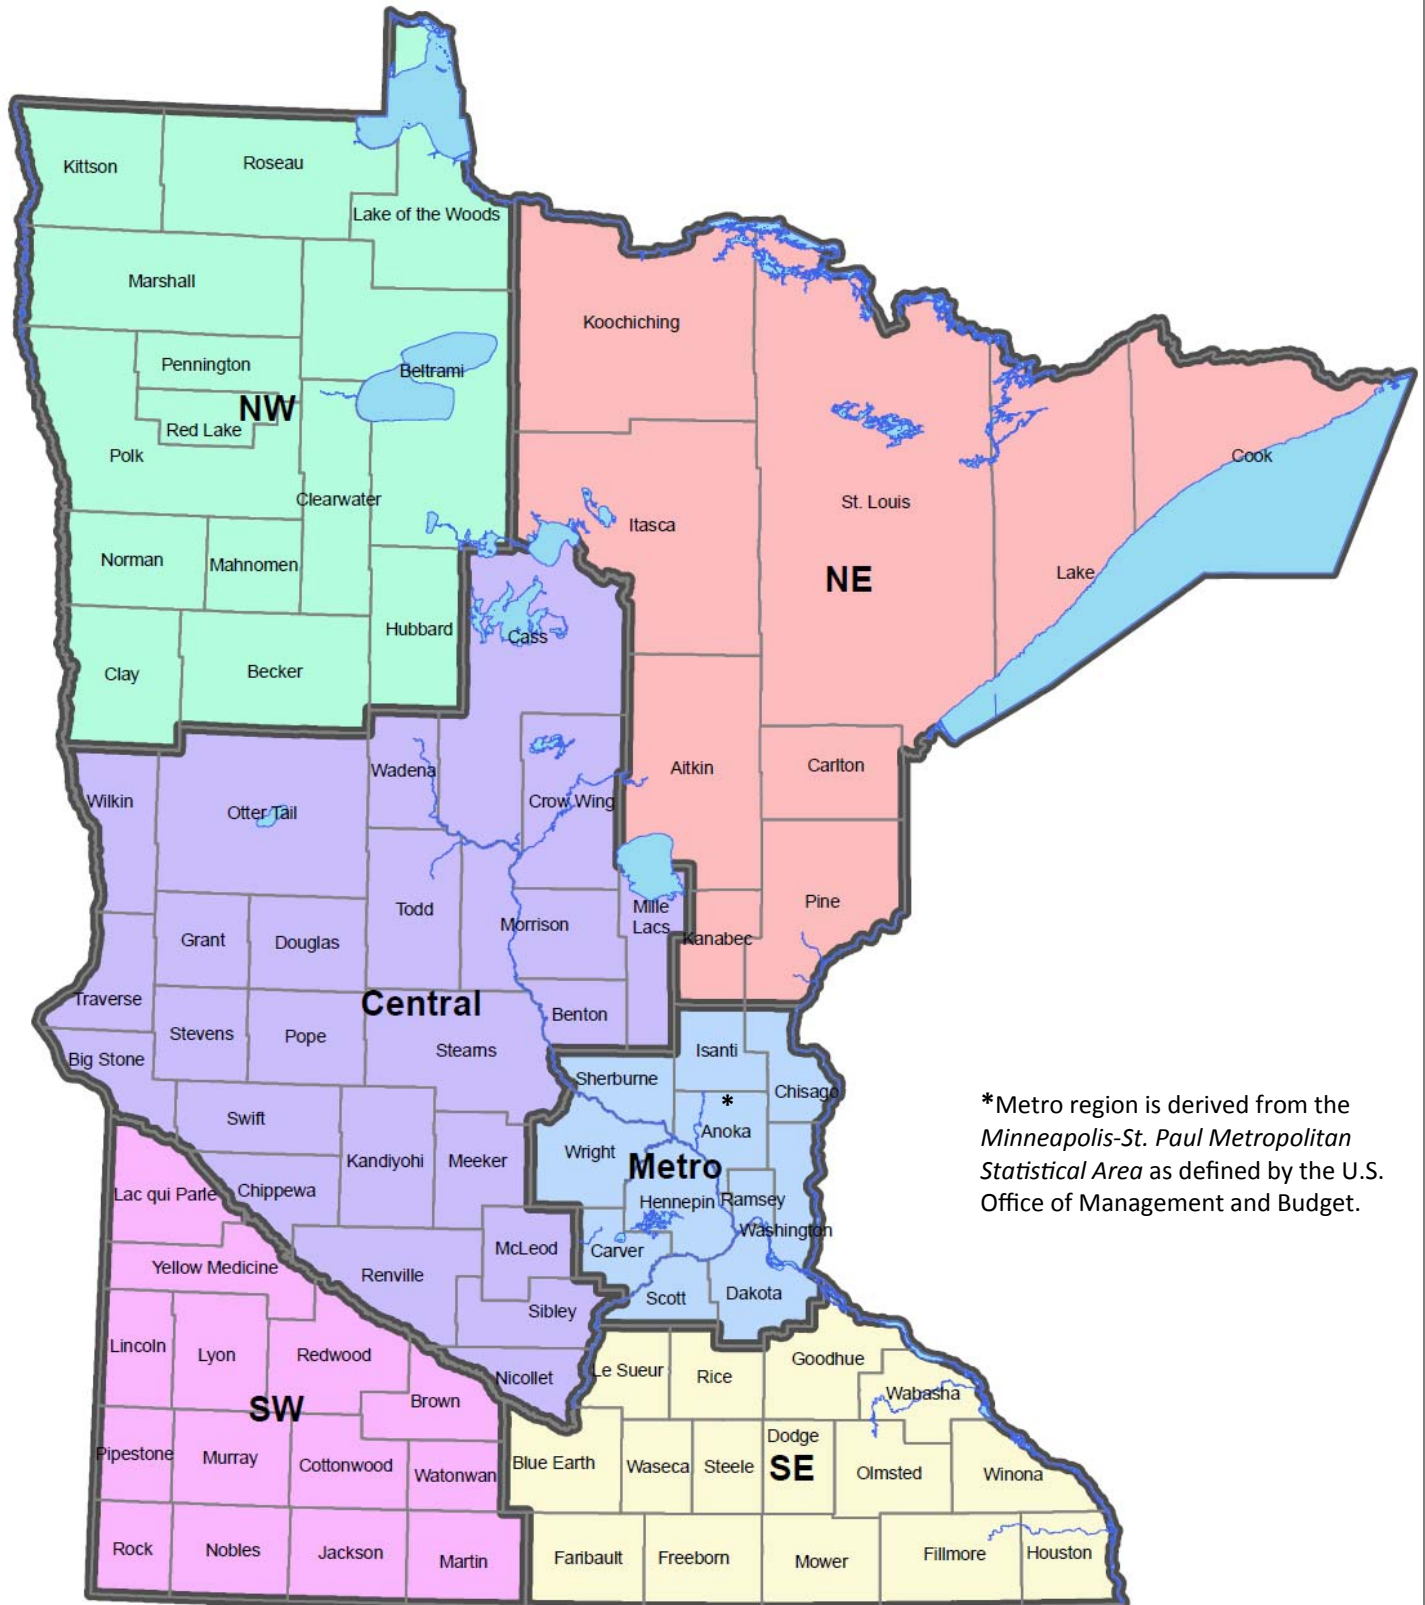 Kittson
Roseau
Lake of the Woods
Marshall
Koochiching
Pennington
Beltrami
NW
Red Lake
Polk
Cook
Clearwater
St. Louis
Itasca
Norman
Mahnomen
NE
Lake
Hubbard
Cass
Clay
Becker
Wadena
Aitkin
Carlton
Wilkin
Otter Tail
Crow Wing
Todd
Mille
Lacs
Pine
Grant
Douglas
Morrison
Kanabec
Traverse
Central
Benton
Stevens
Pope
Stearns
Isanti
Big Stone
Sherburne
Chisago
*
Swift
Anoka
*Metro region is derived from the
Minneapolis-St. Paul Metropolitan
Statistical Area as defined by the U.S.
Office of Management and Budget.
Wright
Metro
Kandiyohi
Meeker
Lac qui Parle
Chippewa
Hennepin
Ramsey
Washington
McLeod
Carver
Yellow Medicine
Renville
Scott
Dakota
Sibley
Lincoln
Lyon
Redwood
Goodhue
Le Sueur
Rice
Nicollet
Wabasha
Brown
SW
Dodge
Pipestone
Murray
Cottonwood
Watonwan
Blue Earth
Waseca
Steele
SE
Olmsted
Winona
Rock
Nobles
Jackson
Martin
Faribault
Freeborn
Mower
Fillmore
Houston